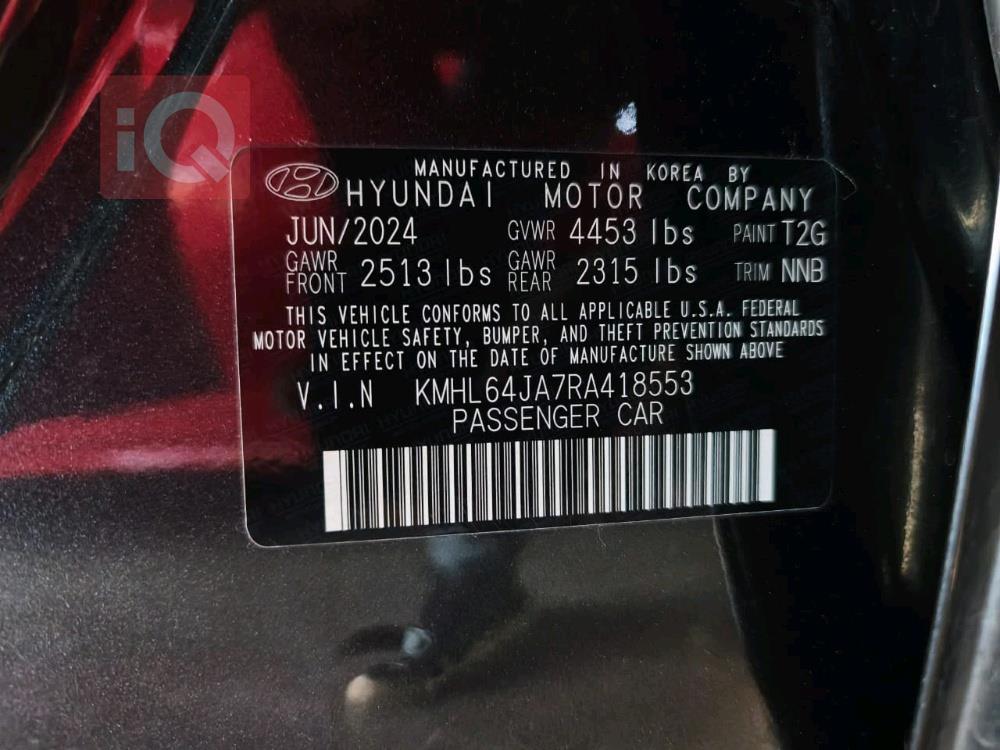 iQ
MANUFACTURED IN KOREA BY
HYUNDAI MOTOR COMPANY
JUN/2024 GVWR 4453 lbs PAINT T2G
GAWR FRONT 2513 lbs GAWR REAR 2315 lbs TRIM NNB
THIS VEHICLE CONFORMS TO ALL APPLICABLE U.S.A. FEDERAL
MOTOR VEHICLE SAFETY, BUMPER, AND THEFT PREVENTION STANDARDS
IN EFFECT ON THE DATE OF MANUFACTURE SHOWN ABOVE
V.I.N KMHL64JA7RA418553
PASSENGER CAR